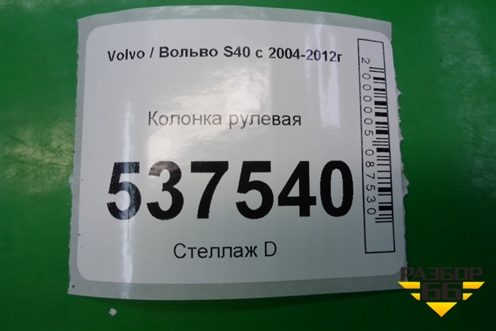 Volvo / Вольво S40 с 2004-2012г
Колонка рулевая
537540
Стеллаж D
2000005087530
РАЗБОР
66